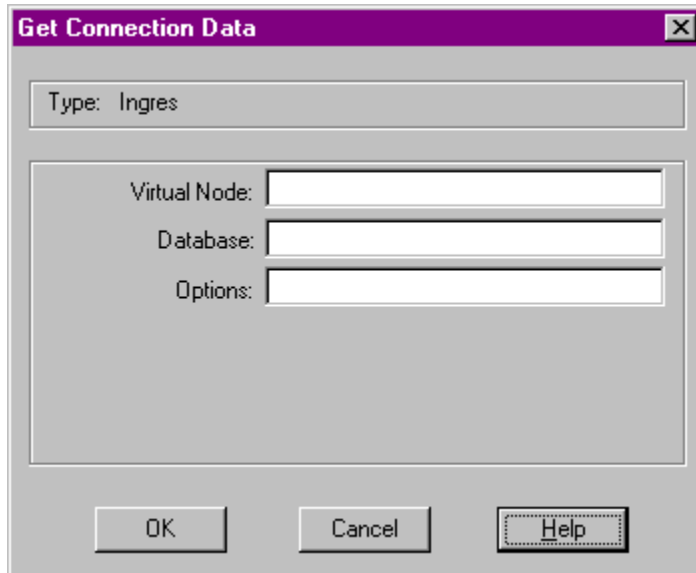 Get Connection Data
Type: Ingres
Virtual Node:
Database:
Options:
OK Cancel Help